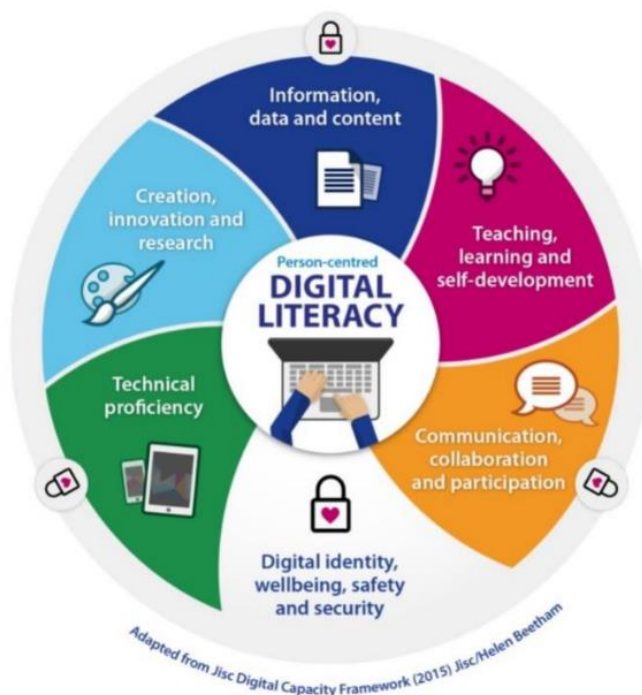 Information,
data and content
Teaching,
learning and
self-development
Communication,
collaboration
and participation
Digital identity,
wellbeing, safety
and security
Technical
proficiency
Creation,
innovation and
research
Person-centred
DIGITAL
LITERACY
Adapted from Jisc Digital Capacity Framework (2015) Jisc/Helen Beetham